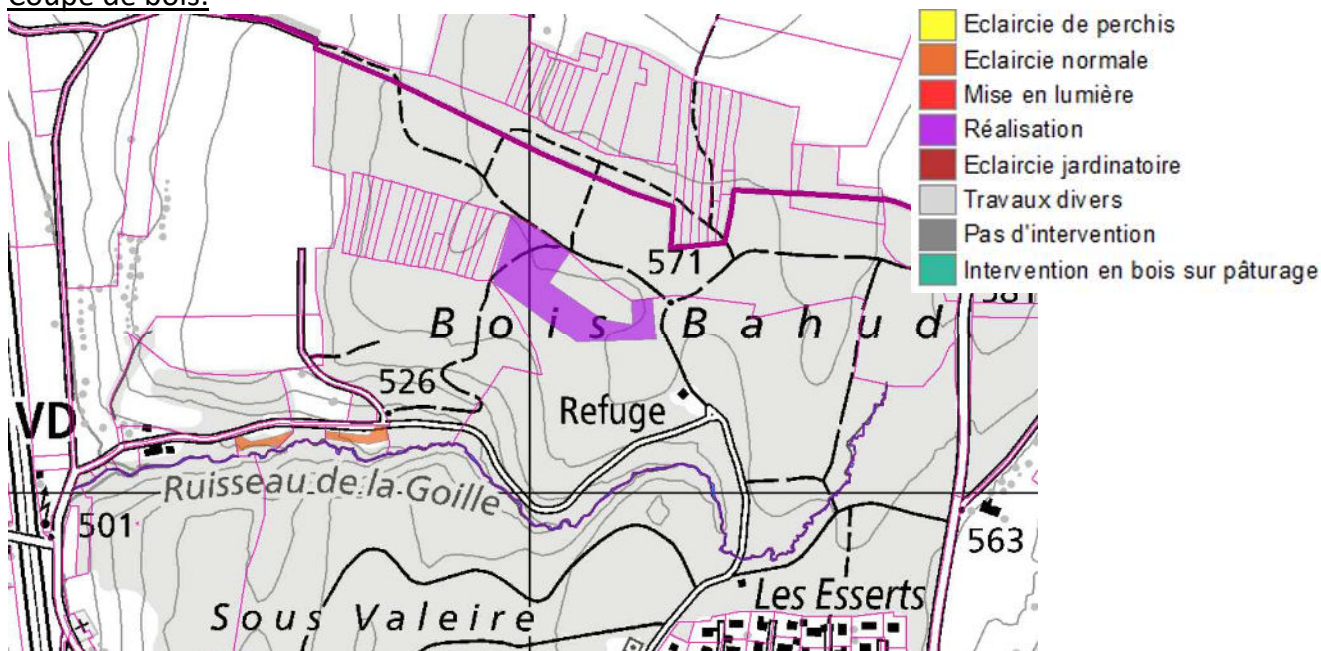 Coupe de bois:
Eclaircie de perchis
Eclaircie normale
Mise en lumière
Réalisation
Eclaircie jardinatoire
Travaux divers
Pas d'intervention
Intervention en bois sur pâturage
571
581
Bois Bahud
526
Refuge
VD
Ruisseau de la Goille
501
563
Les Esserts
Sous Valeire